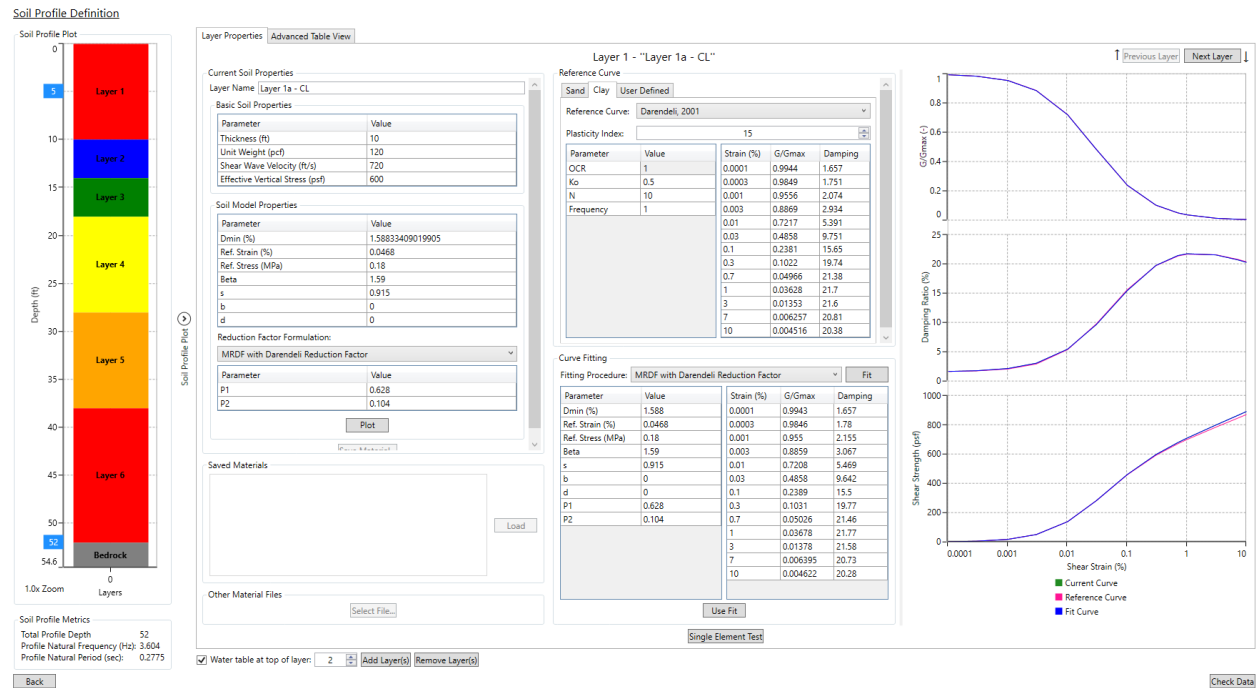 Soil Profile Definition
Soil Profile Plot
0
5
10
15
20
25
30
35
40
45
50
52
54.6
Depth (ft)
Layer 1
Layer 2
Layer 3
Layer 4
Layer 5
Layer 6
Bedrock
0
1.0x Zoom
Layers
Soil Profile Metrics
Total Profile Depth 52
Profile Natural Frequency (Hz): 3.604
Profile Natural Period (sec): 0.2775
Back
Soil Profile Plot
Layer Properties Advanced Table View
Layer 1 - "Layer 1a - CL"
Previous Layer Next Layer
Current Soil Properties
Layer Name Layer 1a - CL
Basic Soil Properties
Parameter Value
Thickness (ft) 10
Unit Weight (pcf) 120
Shear Wave Velocity (ft/s) 720
Effective Vertical Stress (psf) 600
Soil Model Properties
Parameter Value
Dmin (%) 1.58833409019905
Ref. Strain (%) 0.0468
Ref. Stress (MPa) 0.18
Beta 1.59
s 0.915
b 0
d 0
Reduction Factor Formulation:
MRDF with Darendeli Reduction Factor
Parameter Value
P1 0.628
P2 0.104
Plot
Save Material
Saved Materials
Load
Other Material Files
Select File...
Reference Curve
Sand Clay User Defined
Reference Curve: Darendeli, 2001
Plasticity Index: 15
Parameter Value
OCR 1
Ko 0.5
N 10
Frequency 1
Strain (%) G/Gmax Damping
0.0001 0.9944 1.657
0.0003 0.9849 1.751
0.001 0.9556 2.074
0.003 0.8869 2.934
0.01 0.7217 5.391
0.03 0.4858 9.751
0.1 0.2381 15.65
0.3 0.1022 19.74
0.7 0.04966 21.38
1 0.03628 21.7
3 0.01353 21.6
7 0.006257 20.81
10 0.004516 20.38
Curve Fitting
Fitting Procedure: MRDF with Darendeli Reduction Factor Fit
Parameter Value
Dmin (%) 1.588
Ref. Strain (%) 0.0468
Ref. Stress (MPa) 0.18
Beta 1.59
s 0.915
b 0
d 0
P1 0.628
P2 0.104
Strain (%) G/Gmax Damping
0.0001 0.9943 1.657
0.0003 0.9846 1.78
0.001 0.955 2.155
0.003 0.8859 3.067
0.01 0.7208 5.469
0.03 0.4858 9.642
0.1 0.2389 15.5
0.3 0.1031 19.77
0.7 0.05026 21.46
1 0.03678 21.77
3 0.01378 21.58
7 0.006395 20.73
10 0.004622 20.28
Use Fit
Single Element Test
G/Gmax (-)
1
0.8
0.6
0.4
0.2
0
Damping Ratio (%)
25
20
15
10
5
0
Shear Strength (psf)
1000
800
600
400
200
0
0.0001 0.001 0.01 0.1 1 10
Shear Strain (%)
Current Curve
Reference Curve
Fit Curve
Water table at top of layer: 2 Add Layer(s) Remove Layer(s)
Check Data